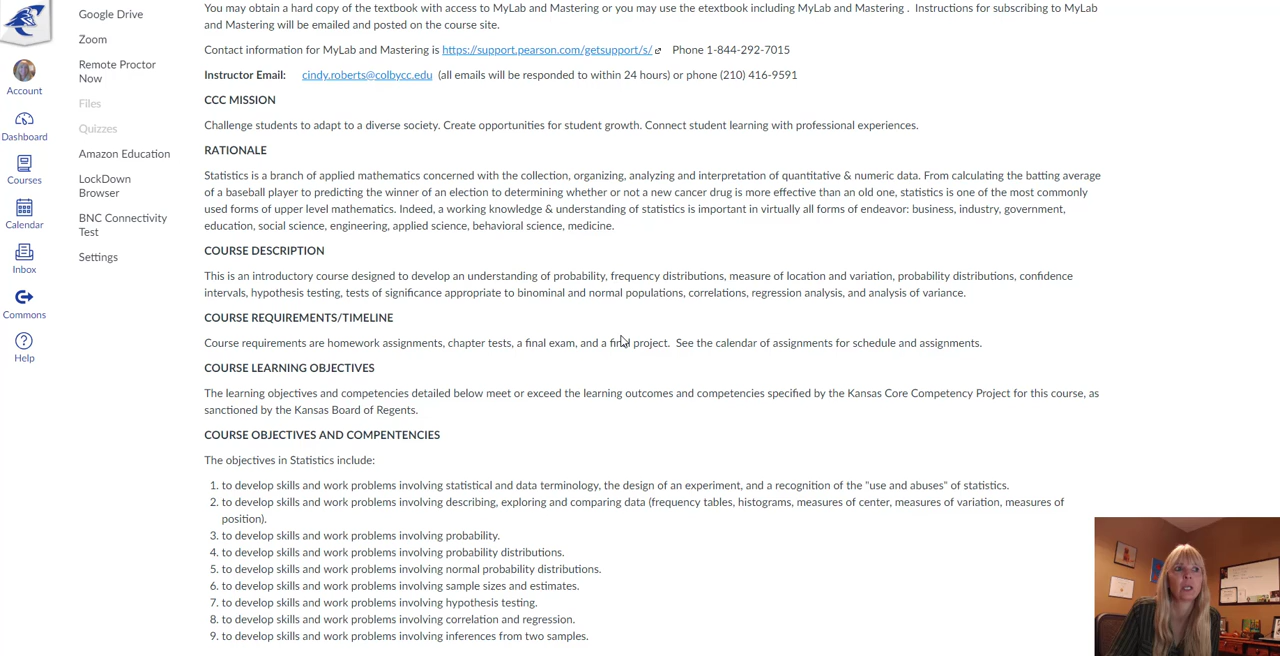 Google Drive
Zoom
Remote Proctor
Now
Files
Quizzes
Amazon Education
LockDown
Browser
BNC Connectivity
Test
Settings
Account
Dashboard
Courses
Calendar
Inbox
Commons
Help
You may obtain a hard copy of the textbook with access to MyLab and Mastering or you may use the etextbook including MyLab and Mastering . Instructions for subscribing to MyLab
and Mastering will be emailed and posted on the course site.
Contact information for MyLab and Mastering is https://support.pearson.com/getsupport/s/ Phone 1-844-292-7015
Instructor Email: cindy.roberts@colbycc.edu (all emails will be responded to within 24 hours) or phone (210) 416-9591
CCC MISSION
Challenge students to adapt to a diverse society. Create opportunities for student growth. Connect student learning with professional experiences.
RATIONALE
Statistics is a branch of applied mathematics concerned with the collection, organizing, analyzing and interpretation of quantitative & numeric data. From calculating the batting average
of a baseball player to predicting the winner of an election to determining whether or not a new cancer drug is more effective than an old one, statistics is one of the most commonly
used forms of upper level mathematics. Indeed, a working knowledge & understanding of statistics is important in virtually all forms of endeavor: business, industry, government,
education, social science, engineering, applied science, behavioral science, medicine.
COURSE DESCRIPTION
This is an introductory course designed to develop an understanding of probability, frequency distributions, measure of location and variation, probability distributions, confidence
intervals, hypothesis testing, tests of significance appropriate to binominal and normal populations, correlations, regression analysis, and analysis of variance.
COURSE REQUIREMENTS/TIMELINE
Course requirements are homework assignments, chapter tests, a final exam, and a final project. See the calendar of assignments for schedule and assignments.
COURSE LEARNING OBJECTIVES
The learning objectives and competencies detailed below meet or exceed the learning outcomes and competencies specified by the Kansas Core Competency Project for this course, as
sanctioned by the Kansas Board of Regents.
COURSE OBJECTIVES AND COMPENTENCIES
The objectives in Statistics include:
1. to develop skills and work problems involving statistical and data terminology, the design of an experiment, and a recognition of the "use and abuses" of statistics.
2. to develop skills and work problems involving describing, exploring and comparing data (frequency tables, histograms, measures of center, measures of variation, measures of
position).
3. to develop skills and work problems involving probability.
4. to develop skills and work problems involving probability distributions.
5. to develop skills and work problems involving normal probability distributions.
6. to develop skills and work problems involving sample sizes and estimates.
7. to develop skills and work problems involving hypothesis testing.
8. to develop skills and work problems involving correlation and regression.
9. to develop skills and work problems involving inferences from two samples.